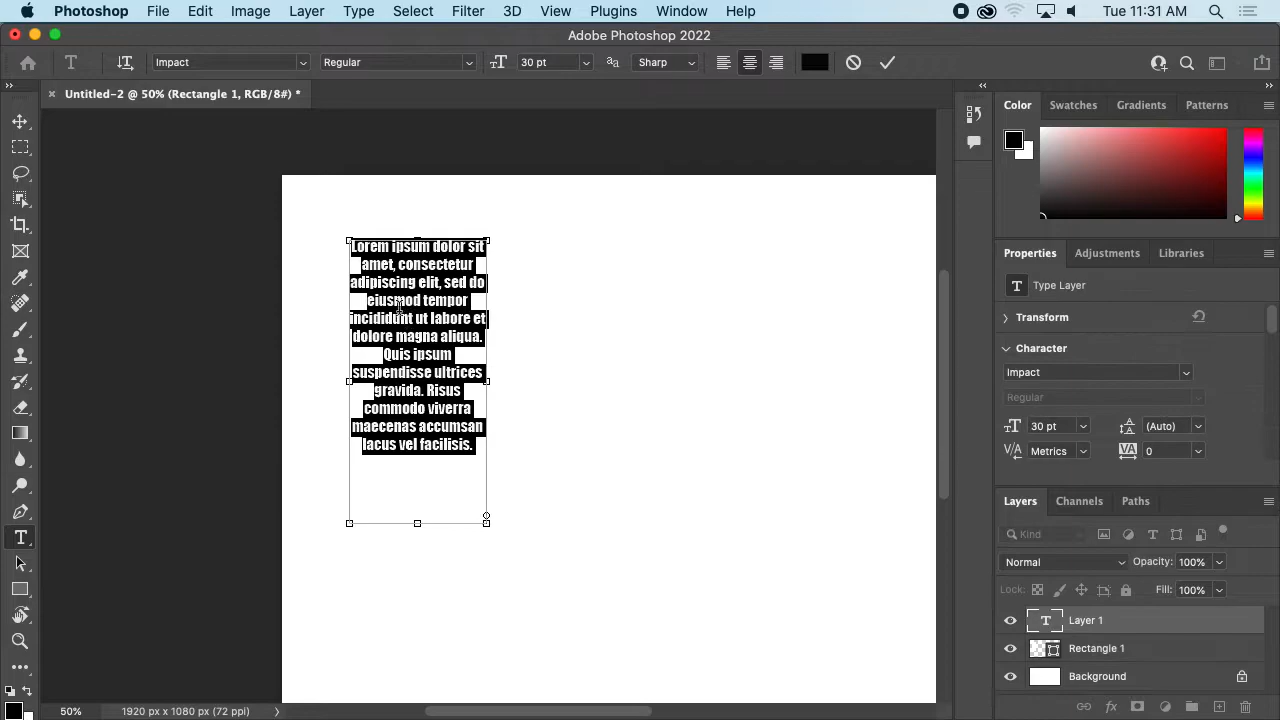 Photoshop File Edit Image Layer Type Select Filter 3D View Plugins Window Help Tue 11:31 AM
Adobe Photoshop 2022
T Impact Regular 30 pt Sharp
Untitled-2 @ 50% (Rectangle 1, RGB/8#) *
Color Swatches Gradients Patterns
Lorem ipsum dolor sit
amet, consectetur
adipiscing elit, sed do
eiusmod tempor
incididunt ut labore et
dolore magna aliqua.
Quis ipsum
suspendisse ultrices
gravida. Risus
commodo viverra
maecenas accumsan
lacus vel facilisis.
Properties Adjustments Libraries
T Type Layer
Transform
Character
Impact
Regular
30 pt (Auto)
Metrics 0
Layers Channels Paths
Kind
Normal Opacity: 100%
Lock: Fill: 100%
T Layer 1
Rectangle 1
Background
50% 1920 px x 1080 px (72 ppi)